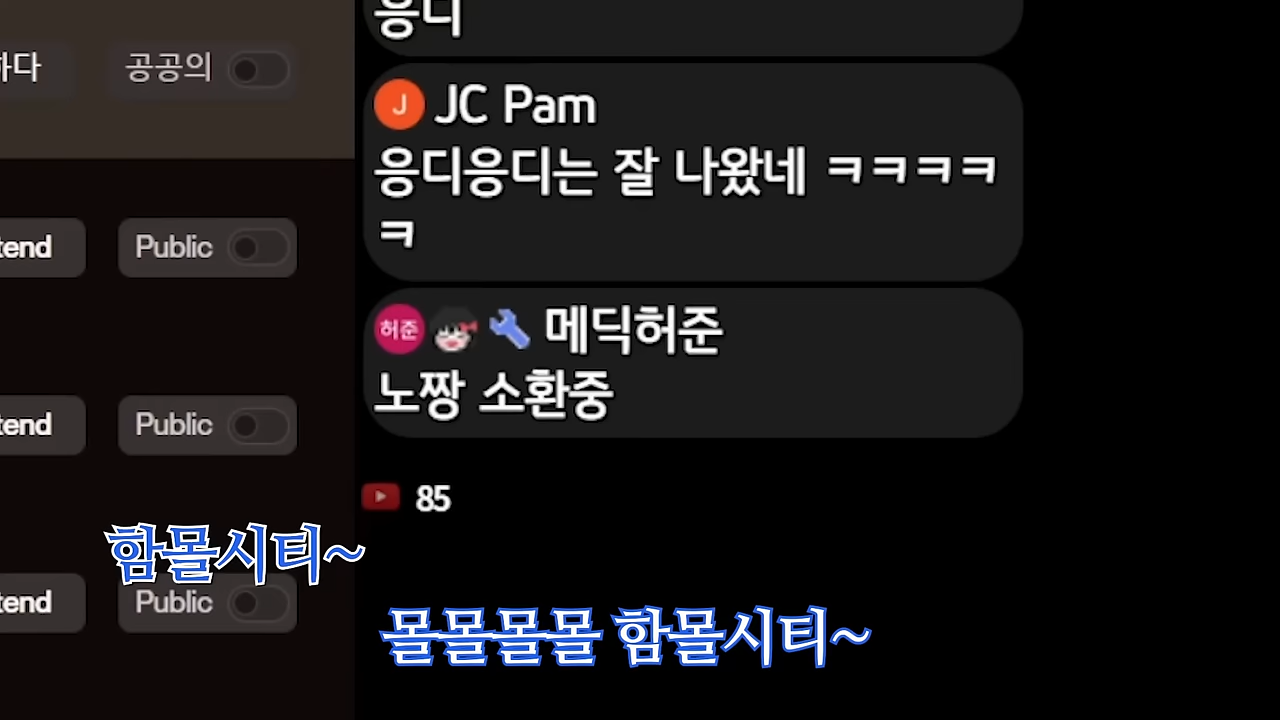 응디
하다 공공의
J JC Pam
응디응디는 잘 나왔네 ㅋㅋㅋㅋ
ㅋ
tend Public
허준 메딕허준
노짱 소환중
tend Public
85
함몰시티~
tend Public
몰몰몰몰 함몰시티~